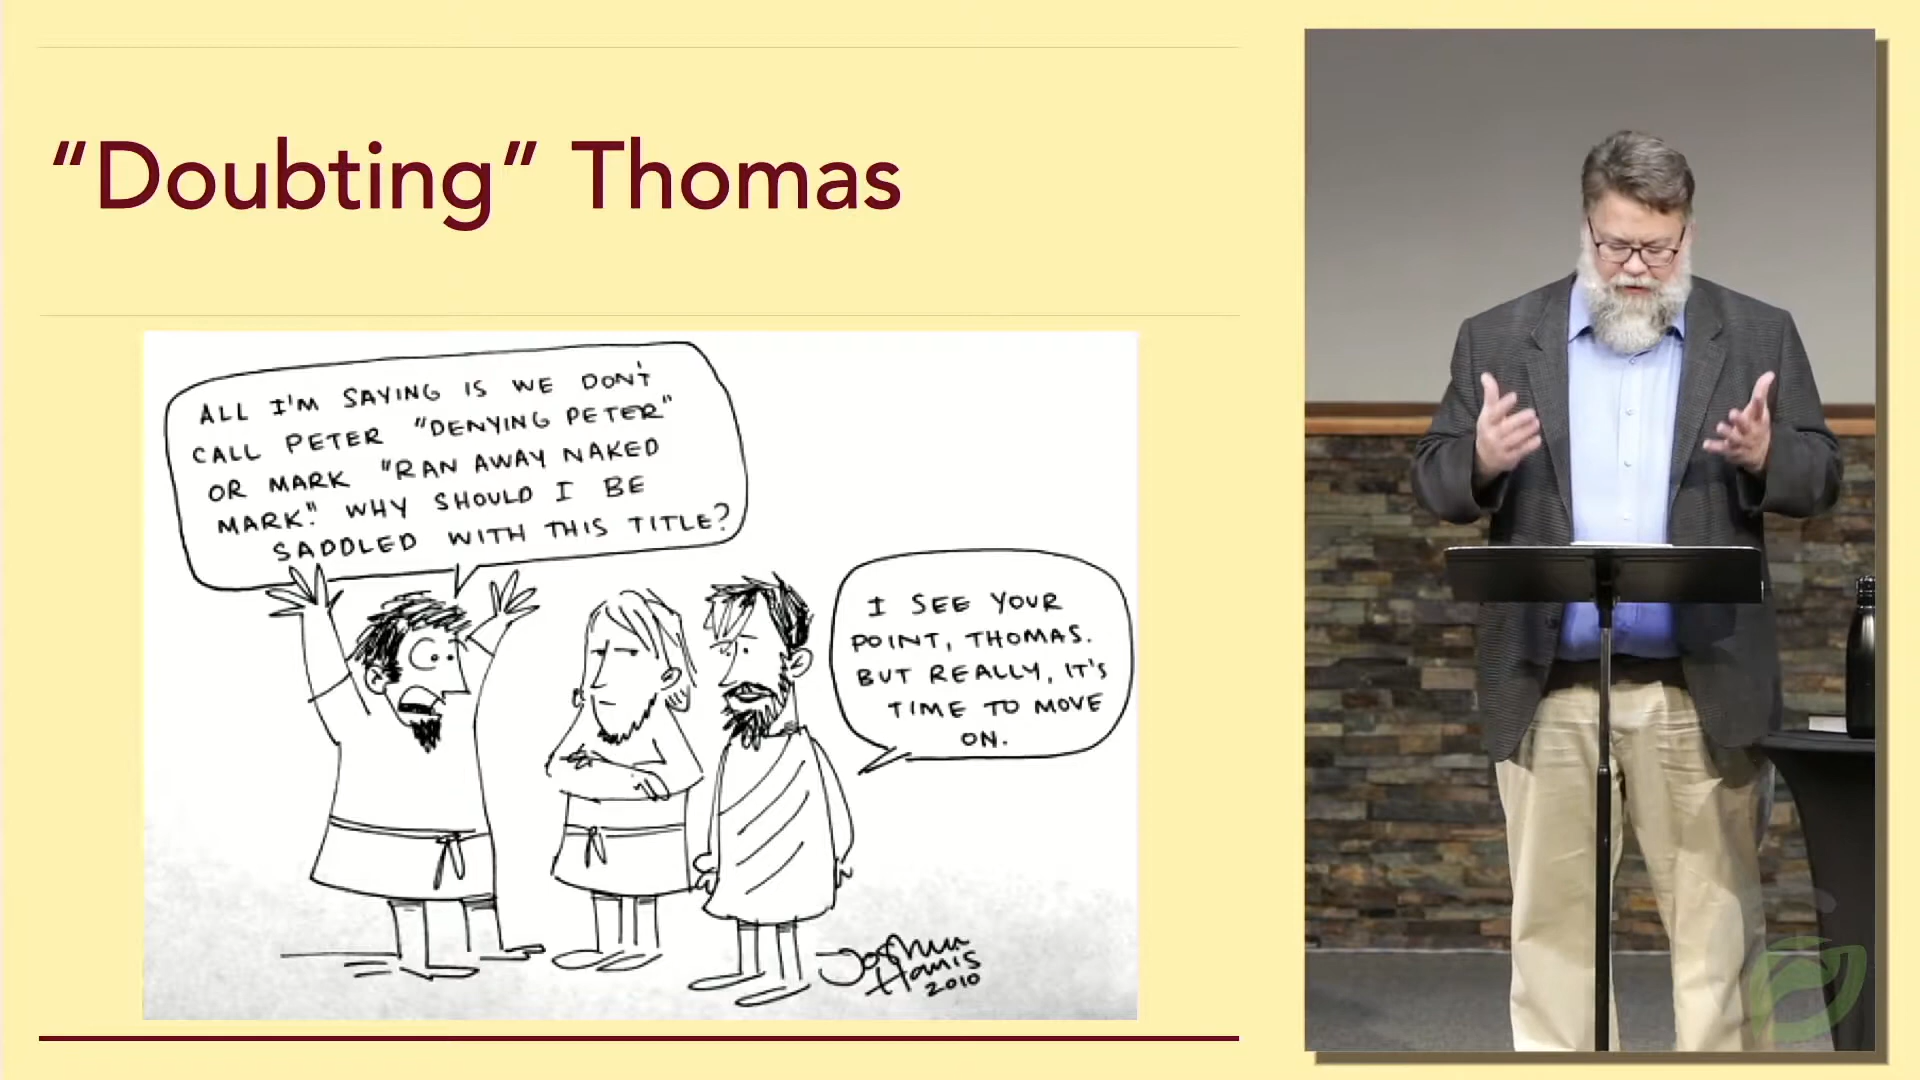 “Doubting” Thomas
ALL I'M SAYING IS WE DON'T
CALL PETER "DENYING PETER"
OR MARK "RAN AWAY NAKED
MARK." WHY SHOULD I BE
SADDLED WITH THIS TITLE?
I SEE YOUR
POINT, THOMAS.
BUT REALLY, IT'S
TIME TO MOVE
ON.
Joshua
Harris
2010